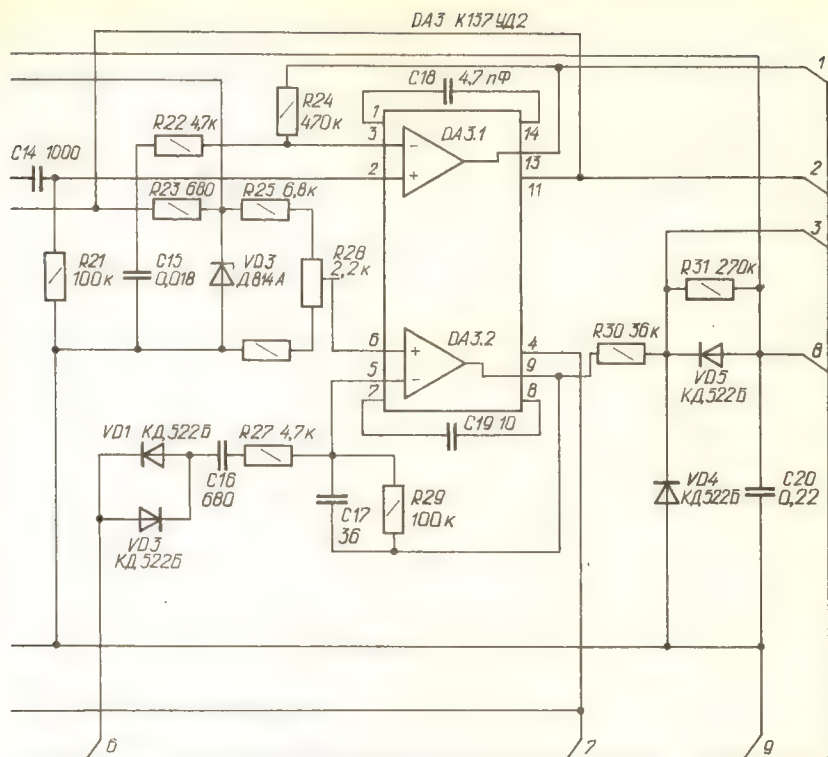 DA3 К157УД2
C18 4,7 пФ
1
R24
470к
1
14
R22 4,7к
3
DA3.1
13
C14 1000
2
11
2
R23 680
R25 6,8к
3
R28
2,2к
R21
100к
C15
0,018
VD3
Д814А
R31 270к
6
DA3.2
4
R30 36к
5
9
8
7
8
VD5
КД522Б
C19 10
VD1 КД522Б
R27 4,7к
C16
680
VD4
КД522Б
C20
0,22
R29
100к
C17
36
VD3
КД522Б
6
7
9